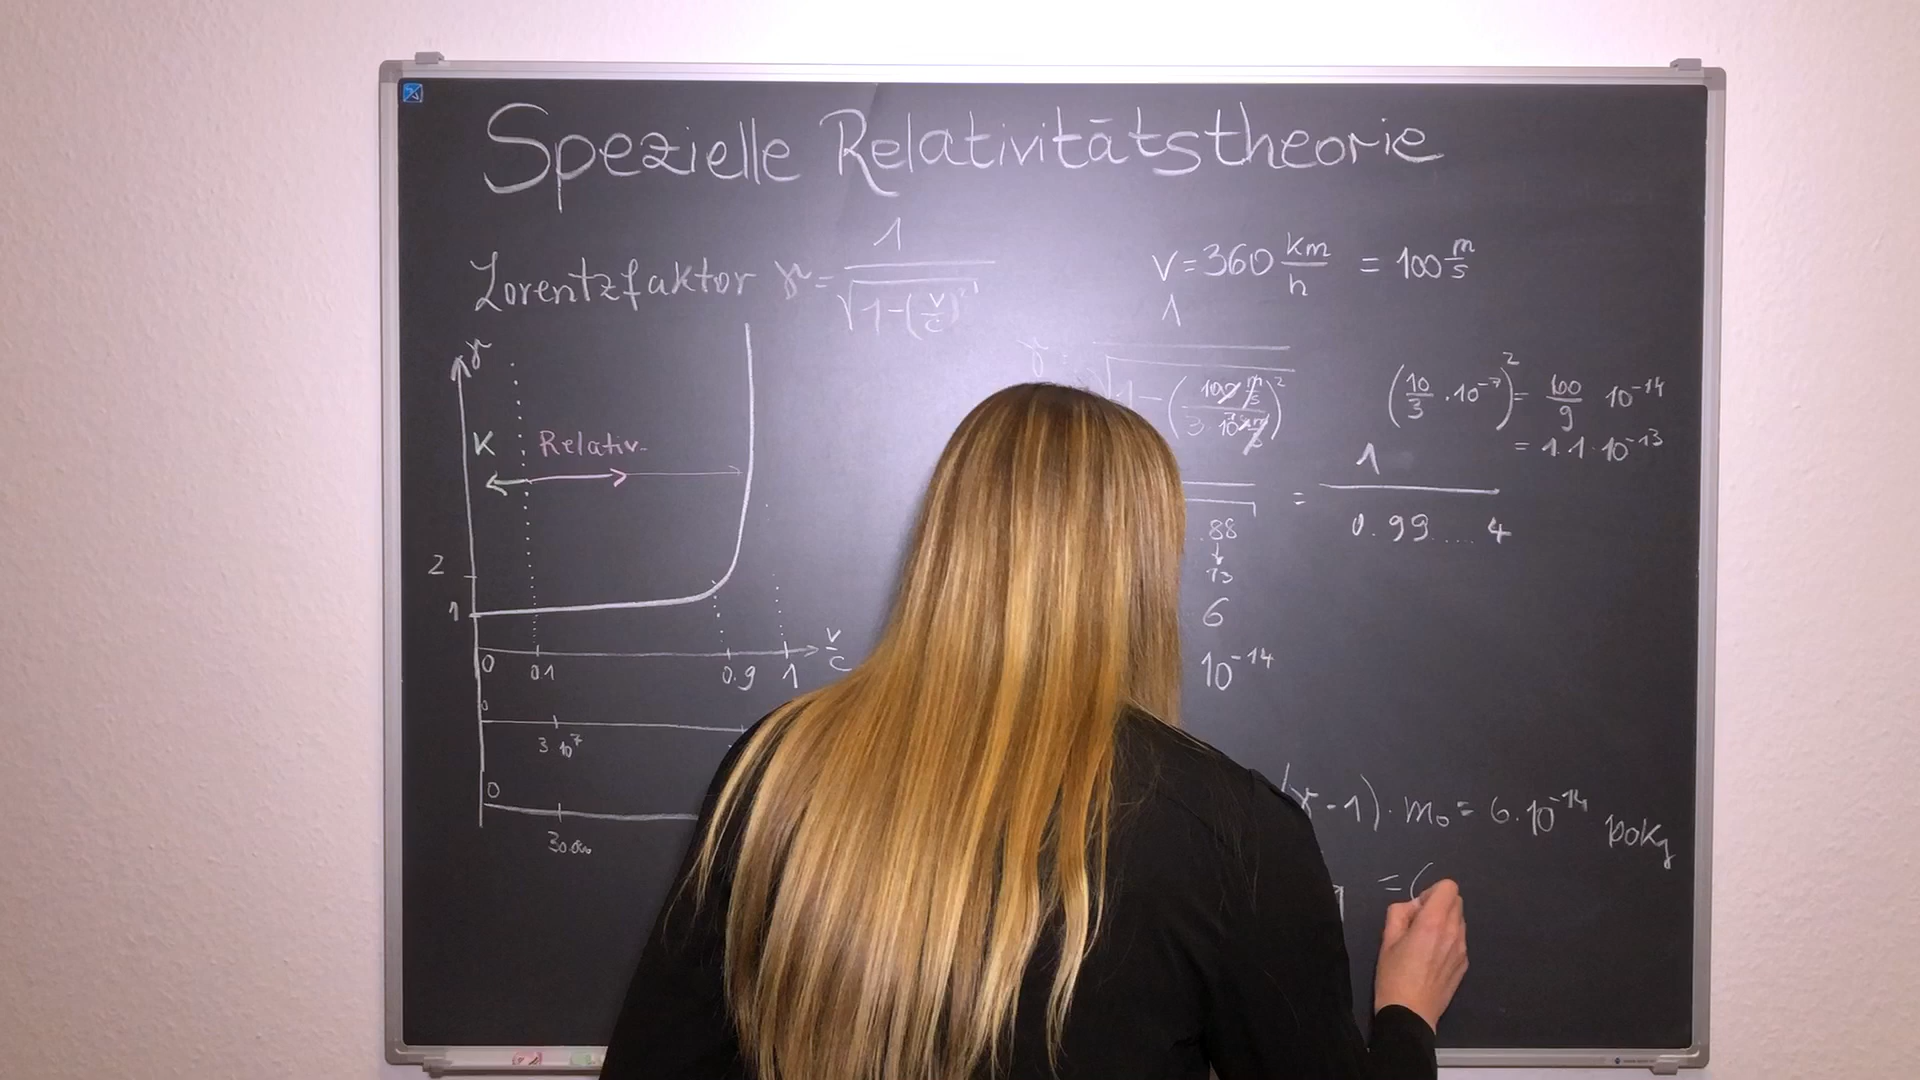 Spezielle Relativitätstheorie
Lorentzfaktor γ = 1 / √(1-(v/c)²)
v = 360 km/h = 100 m/s
1
γ =
1 - (100 m/s / 3·10⁸ m/s)²
(10/3 · 10⁻⁷)² = 100/9 10⁻¹⁴
= 1.1 · 10⁻¹³
= 1 / 0.99....4
.88
↓
13
6
10⁻¹⁴
γ
K Relativ.
2
1
0 0.1 0.9 1 v/c
0
3·10⁷
0
30.000
(γ-1)·m₀ = 6·10⁻¹⁴ 100kg
= (